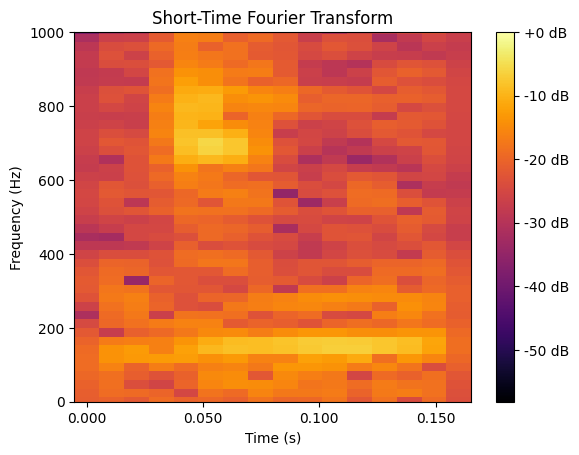 Short-Time Fourier Transform
1000
800
600
400
200
0
Frequency (Hz)
0.000
0.050
0.100
0.150
Time (s)
+0 dB
-10 dB
-20 dB
-30 dB
-40 dB
-50 dB